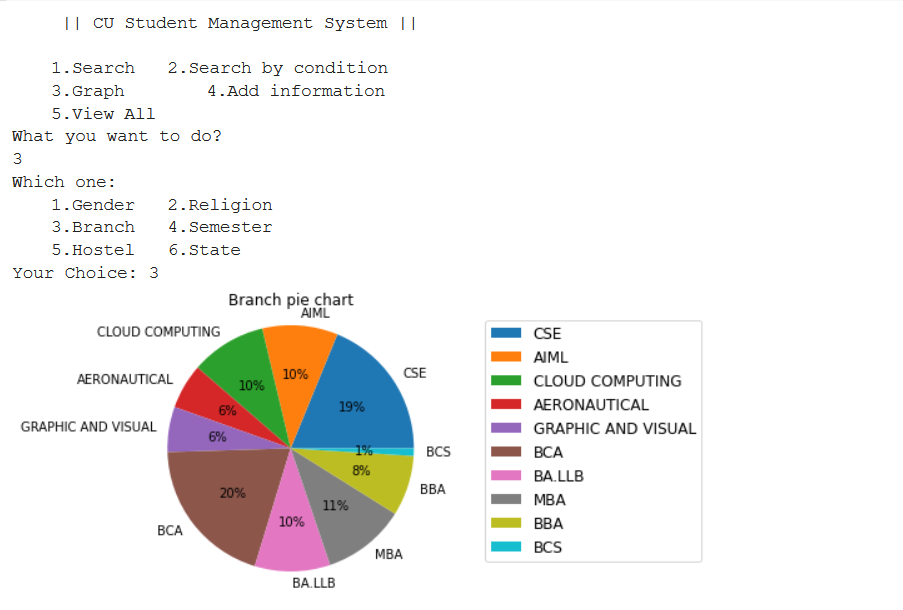 || CU Student Management System ||
1.Search 2.Search by condition
3.Graph 4.Add information
5.View All
What you want to do?
3
Which one:
1.Gender 2.Religion
3.Branch 4.Semester
5.Hostel 6.State
Your Choice: 3
Branch pie chart
AIML
CLOUD COMPUTING
CSE
AERONAUTICAL
GRAPHIC AND VISUAL
BCS
BBA
BCA
MBA
BA.LLB
10%
10%
19%
6%
6%
1%
8%
20%
11%
10%
CSE
AIML
CLOUD COMPUTING
AERONAUTICAL
GRAPHIC AND VISUAL
BCA
BA.LLB
MBA
BBA
BCS